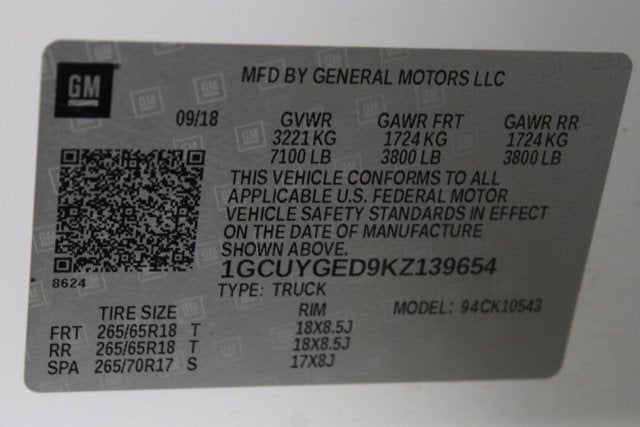 GM
MFD BY GENERAL MOTORS LLC
09/18 GVWR GAWR FRT GAWR RR
3221 KG 1724 KG 1724 KG
7100 LB 3800 LB 3800 LB
THIS VEHICLE CONFORMS TO ALL
APPLICABLE U.S. FEDERAL MOTOR
VEHICLE SAFETY STANDARDS IN EFFECT
ON THE DATE OF MANUFACTURE
SHOWN ABOVE.
8624
1GCUYGED9KZ139654
TYPE: TRUCK MODEL: 94CK10543
TIRE SIZE RIM
FRT 265/65R18 T 18X8.5J
RR 265/65R18 T 18X8.5J
SPA 265/70R17 S 17X8J